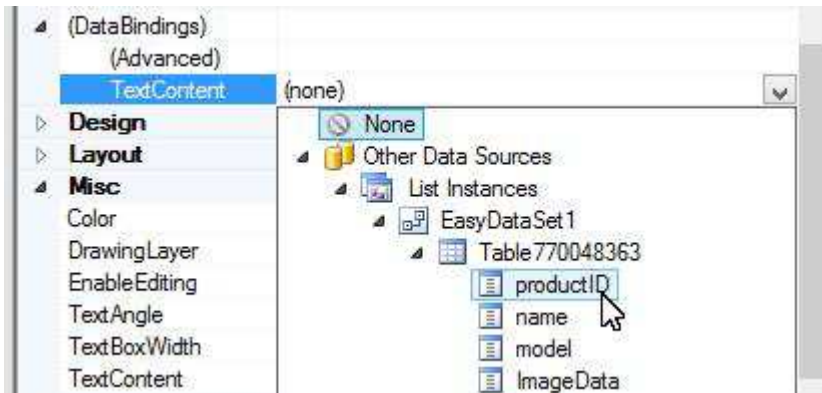 (DataBindings)
(Advanced)
TextContent (none)
Design None
Layout Other Data Sources
Misc List Instances
Color EasyDataSet1
DrawingLayer Table770048363
EnableEditing productID
TextAngle name
TextBoxWidth model
TextContent ImageData